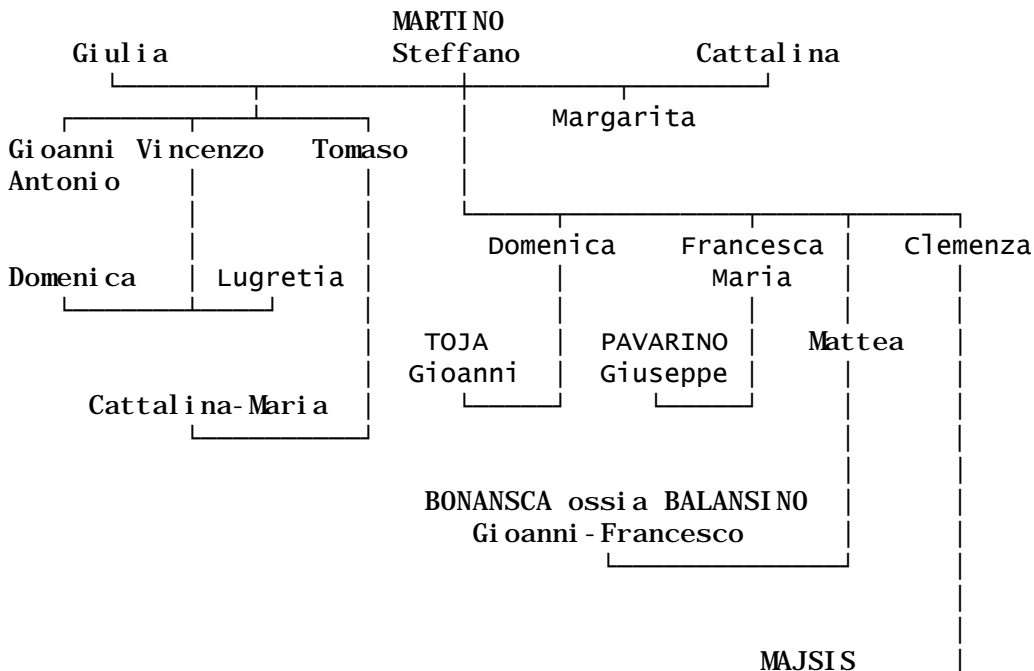 MARTINO
Giulia Steffano Cattalina
Margarita
Gioanni Vincenzo Tomaso
Antonio
Domenica Francesca Clemenza
Domenica Lugretia Maria
TOJA PAVARINO Mattea
Gioanni Giuseppe
Cattalina-Maria
BONANSCA ossia BALANSINO
Gioanni-Francesco
MAJSIS